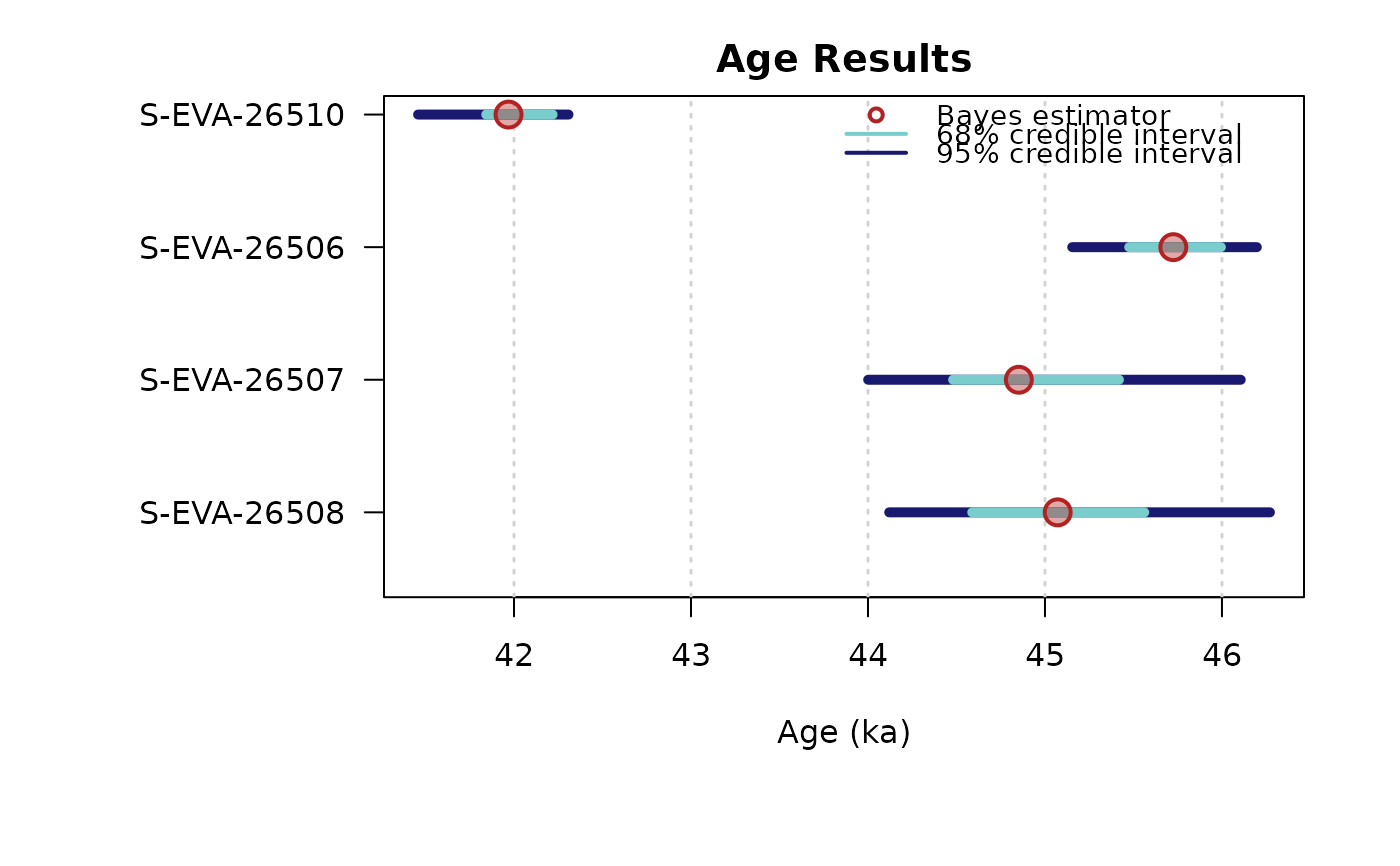 Age Results
S-EVA-26510
Bayes estimator
68% credible interval
95% credible interval
S-EVA-26506
S-EVA-26507
S-EVA-26508
42 43 44 45 46
Age (ka)